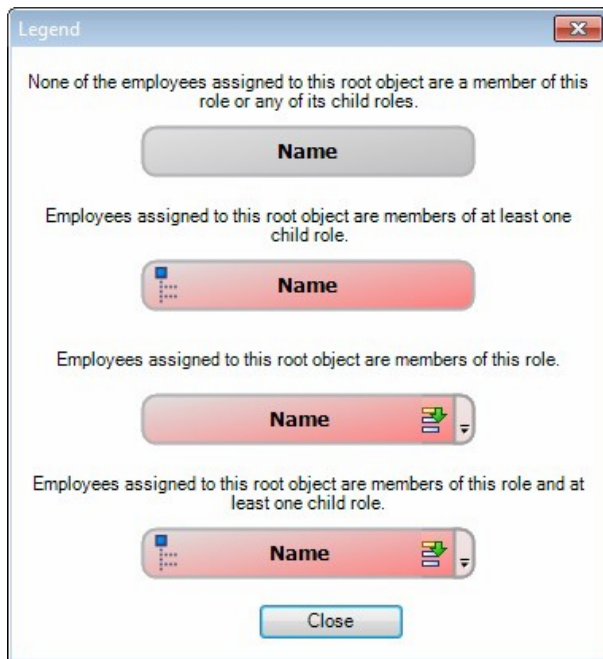 Legend
None of the employees assigned to this root object are a member of this
role or any of its child roles.
Name
Employees assigned to this root object are members of at least one
child role.
Name
Employees assigned to this root object are members of this role.
Name
Employees assigned to this root object are members of this role and at
least one child role.
Name
Close